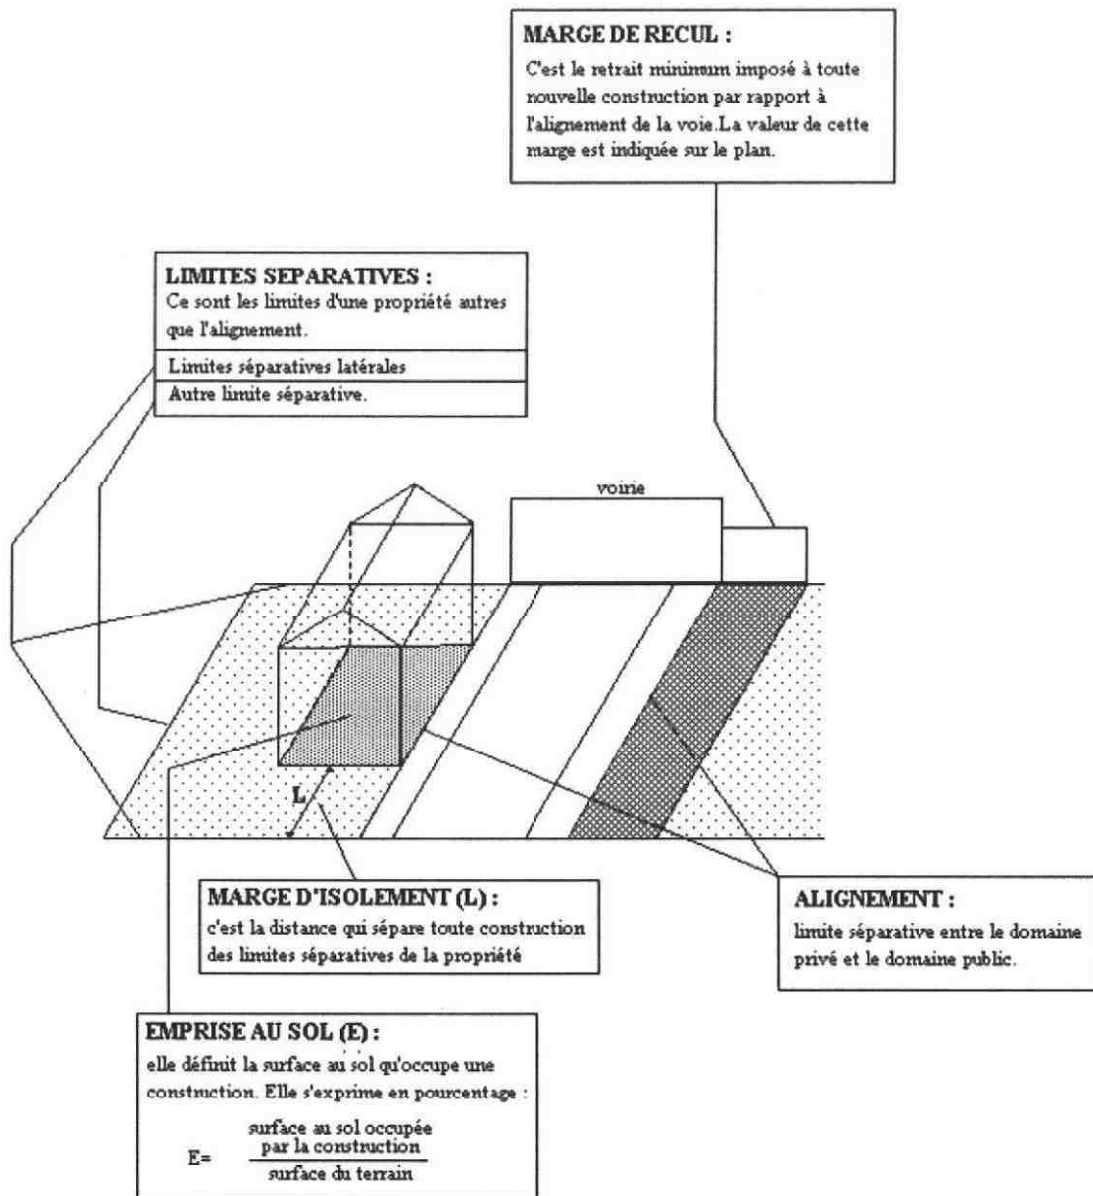 MARGE DE RECUL :
C'est le retrait minimum imposé à toute
nouvelle construction par rapport à
l'alignement de la voie.La valeur de cette
marge est indiquée sur le plan.
LIMITES SEPARATIVES :
Ce sont les limites d'une propriété autres
que l'alignement.
Limites séparatives latérales
Autre limite séparative.
voirie
L
MARGE D'ISOLEMENT (L) :
c'est la distance qui sépare toute construction
des limites séparatives de la propriété
ALIGNEMENT :
limite séparative entre le domaine
privé et le domaine public.
EMPRISE AU SOL (E) :
elle définit la surface au sol qu'occupe une
construction. Elle s'exprime en pourcentage :
surface au sol occupée
par la construction
E=
surface du terrain